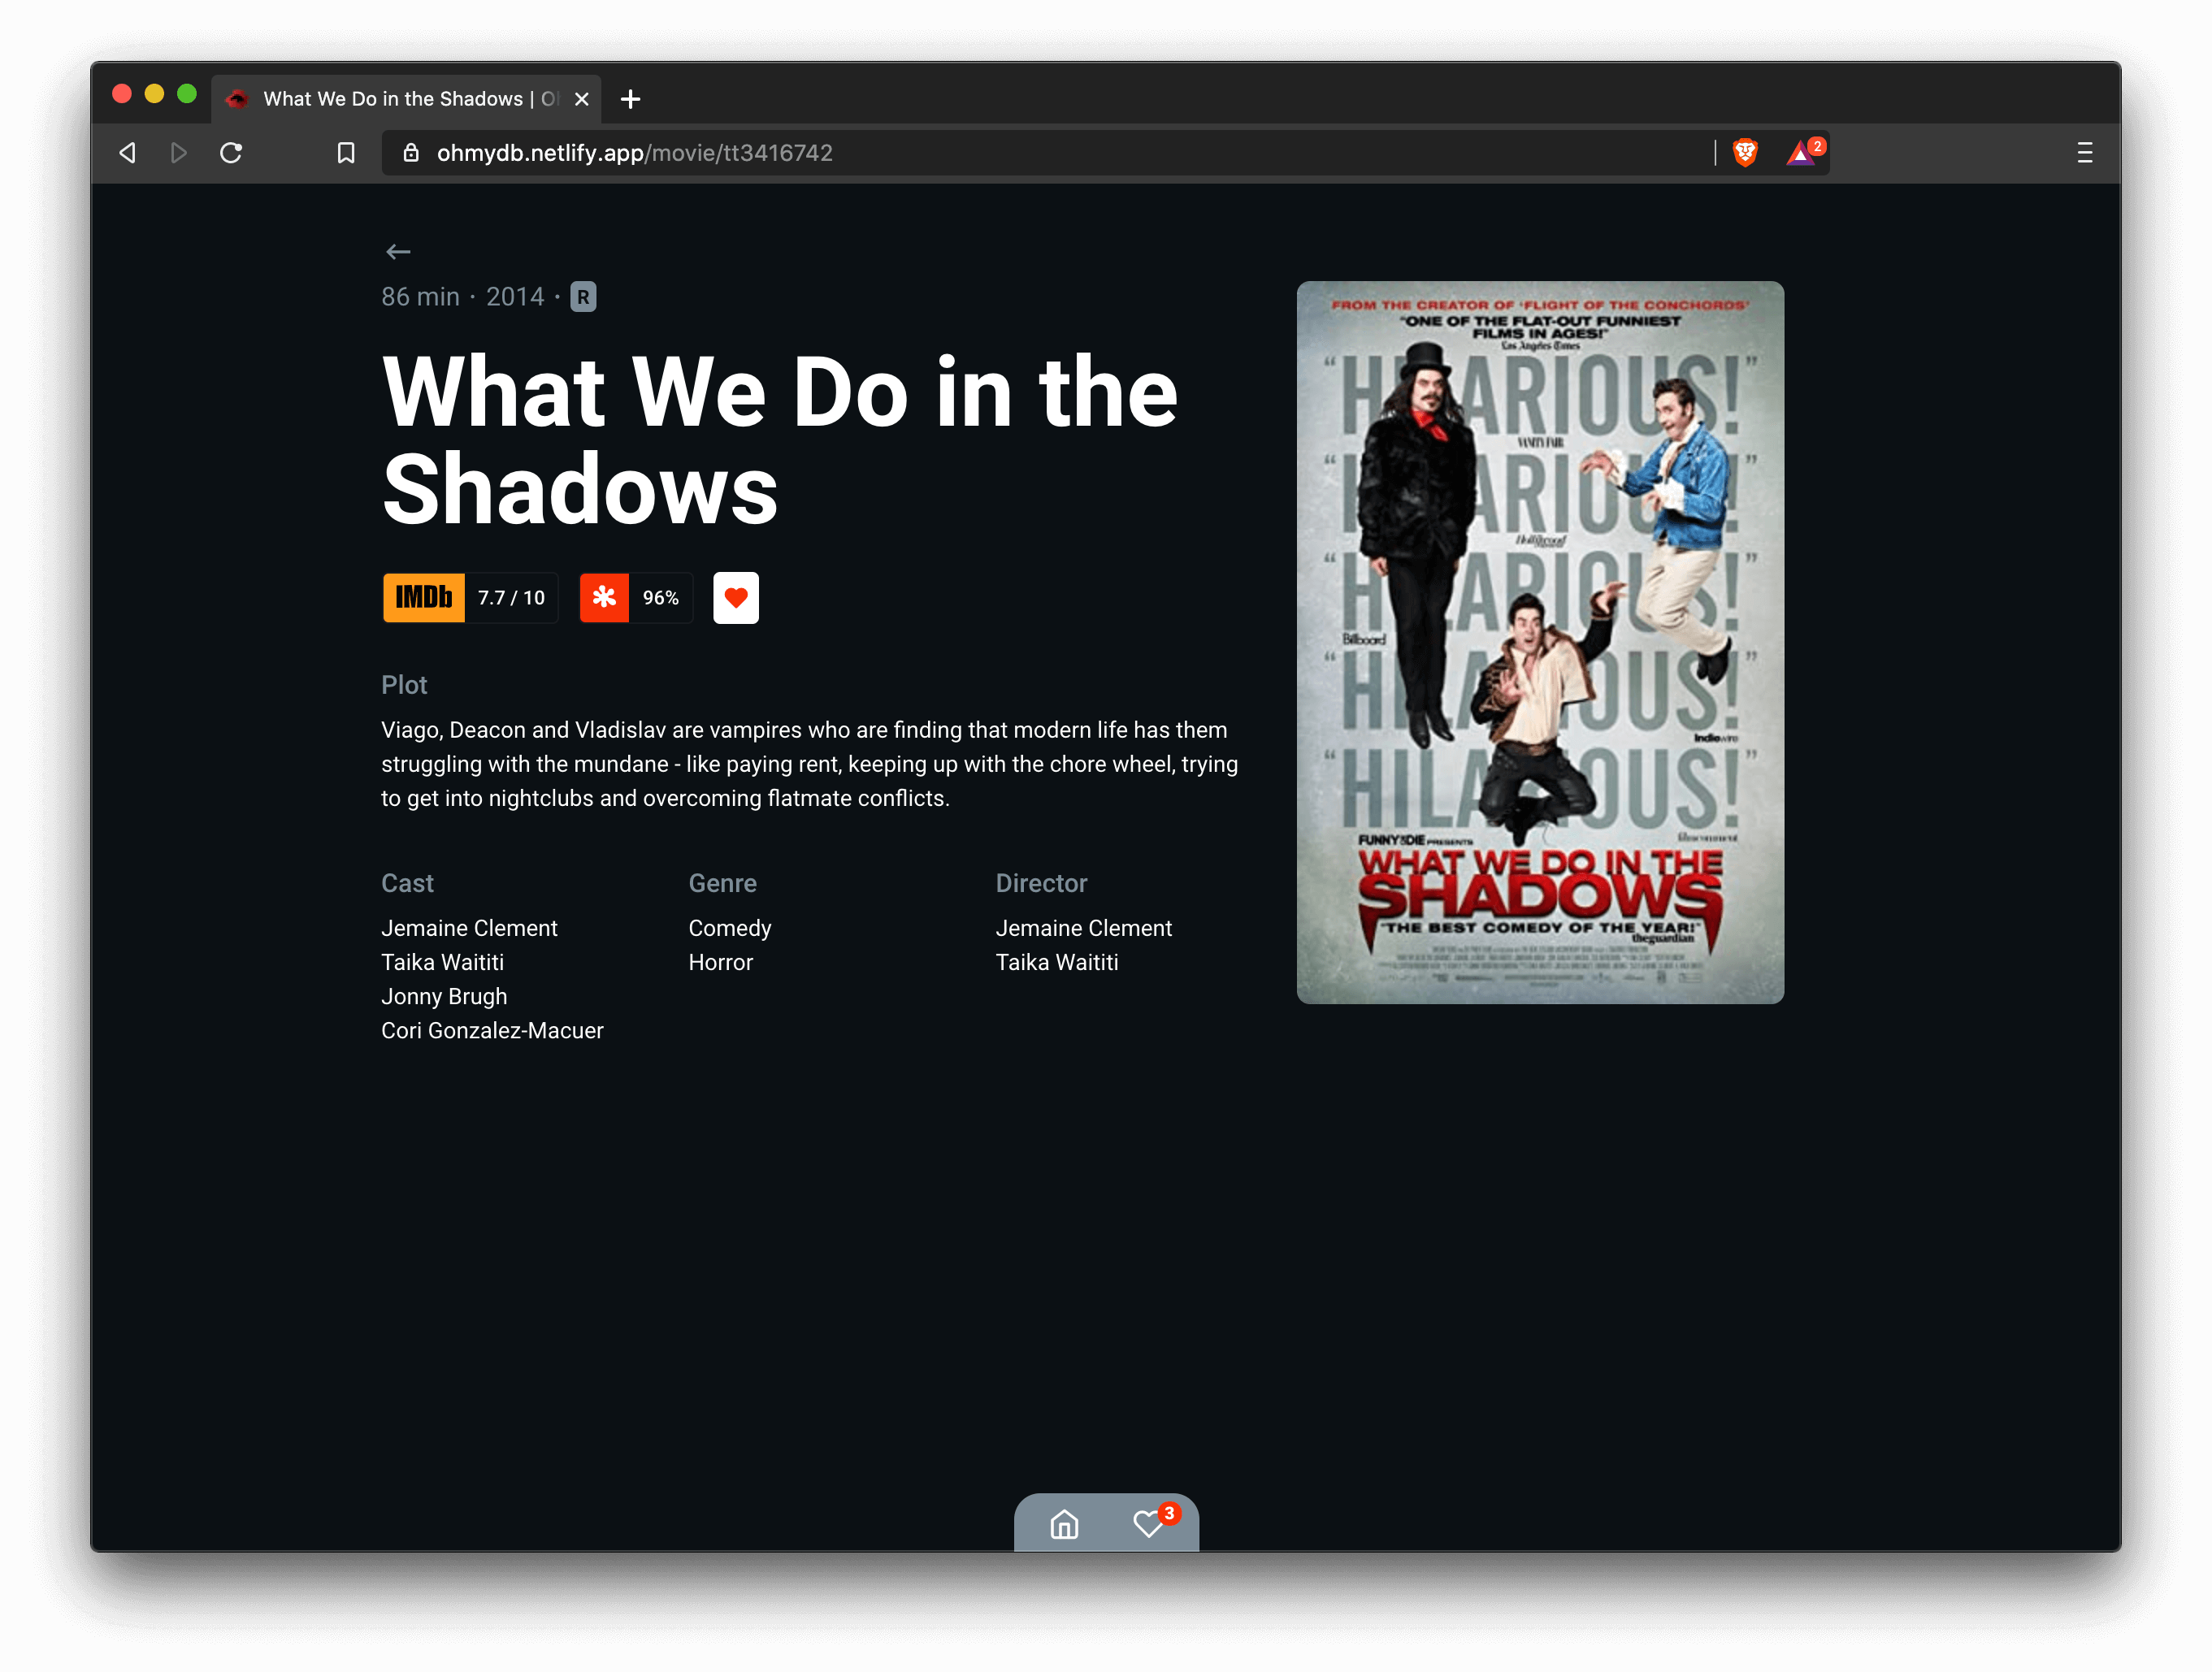 What We Do in the Shadows | O
ohmydb.netlify.app/movie/tt3416742
2
86 min · 2014 · R
What We Do in the
Shadows
IMDb 7.7 / 10 96%
Plot
Viago, Deacon and Vladislav are vampires who are finding that modern life has them
struggling with the mundane - like paying rent, keeping up with the chore wheel, trying
to get into nightclubs and overcoming flatmate conflicts.
Cast
Jemaine Clement
Taika Waititi
Jonny Brugh
Cori Gonzalez-Macuer
Genre
Comedy
Horror
Director
Jemaine Clement
Taika Waititi
FROM THE CREATOR OF 'FLIGHT OF THE CONCHORDS'
"ONE OF THE FLAT-OUT FUNNIEST
FILMS IN AGES!"
Los Angeles Times
"HILARIOUS!"
VANITY FAIR
"HILARIOUS!"
"HILARIOUS!"
Billboard
"HILARIOUS!"
Indiewire
"HILARIOUS!"
FUNNY OR DIE PRESENTS
WHAT WE DO IN THE
SHADOWS
"THE BEST COMEDY OF THE YEAR!"
theguardian
3